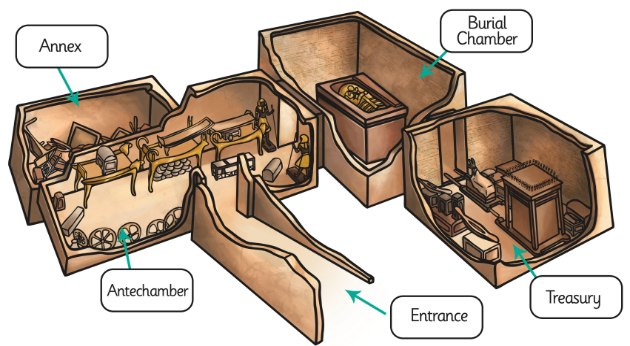 Annex
Burial
Chamber
Antechamber
Entrance
Treasury